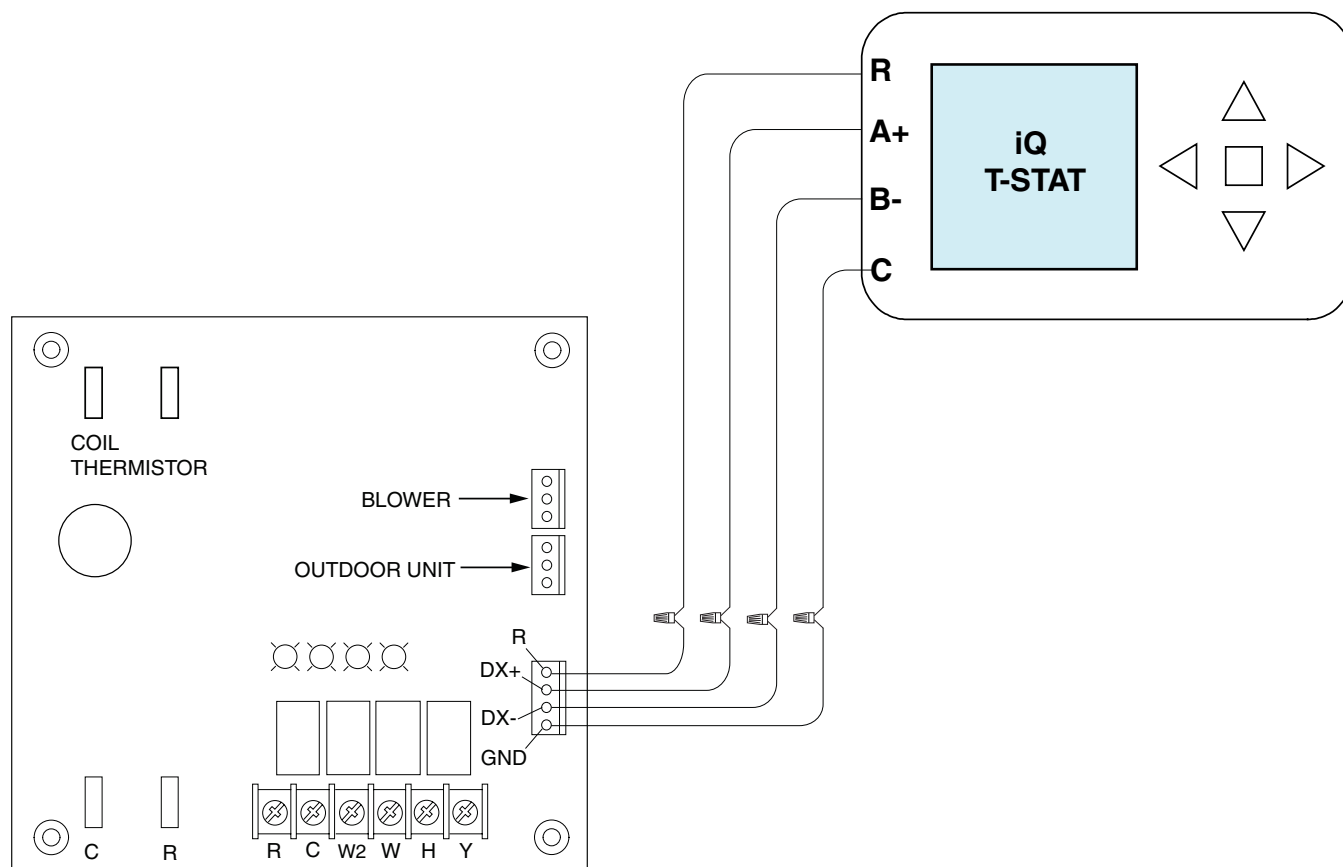 R
A+
B-
C
iQ
T-STAT
COIL
THERMISTOR
BLOWER
OUTDOOR UNIT
R
DX+
DX-
GND
C R
R C W2 W H Y